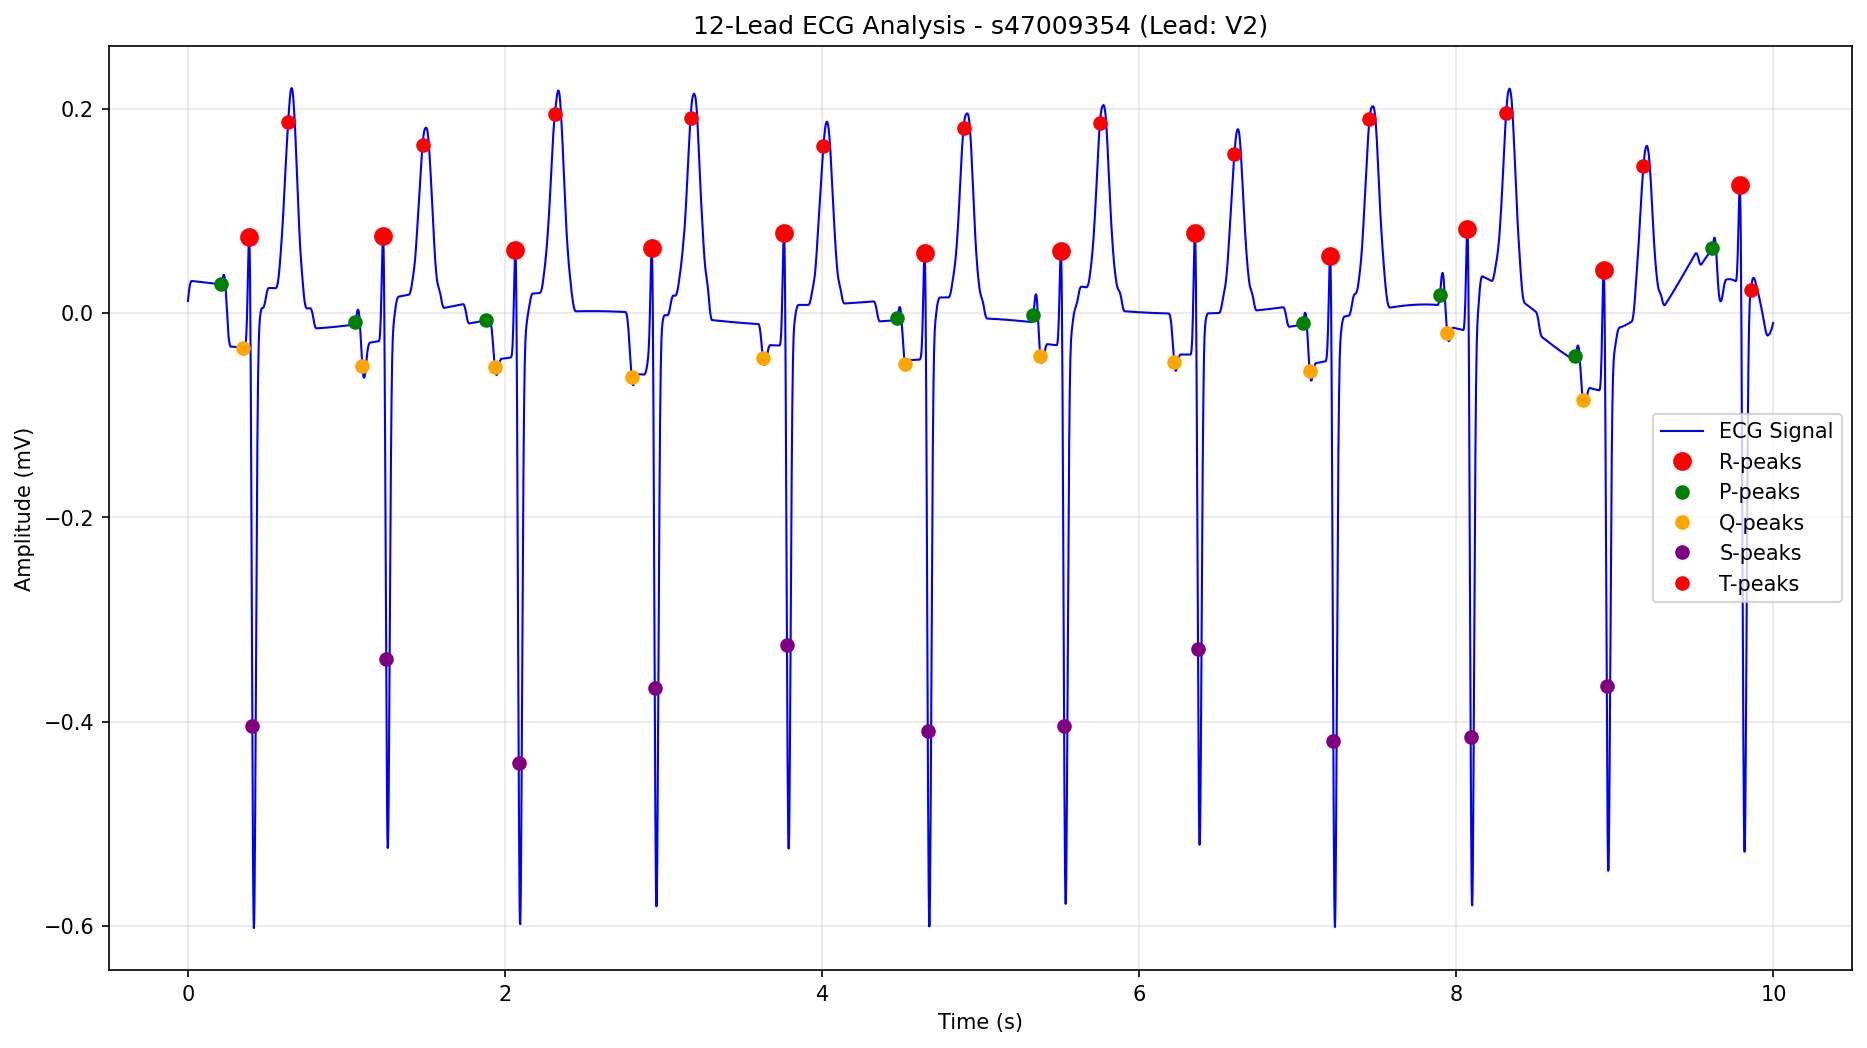 12-Lead ECG Analysis - s47009354 (Lead: V2)
Amplitude (mV)
0.2
0.0
−0.2
−0.4
−0.6
ECG Signal
R-peaks
P-peaks
Q-peaks
S-peaks
T-peaks
0 2 4 6 8 10
Time (s)